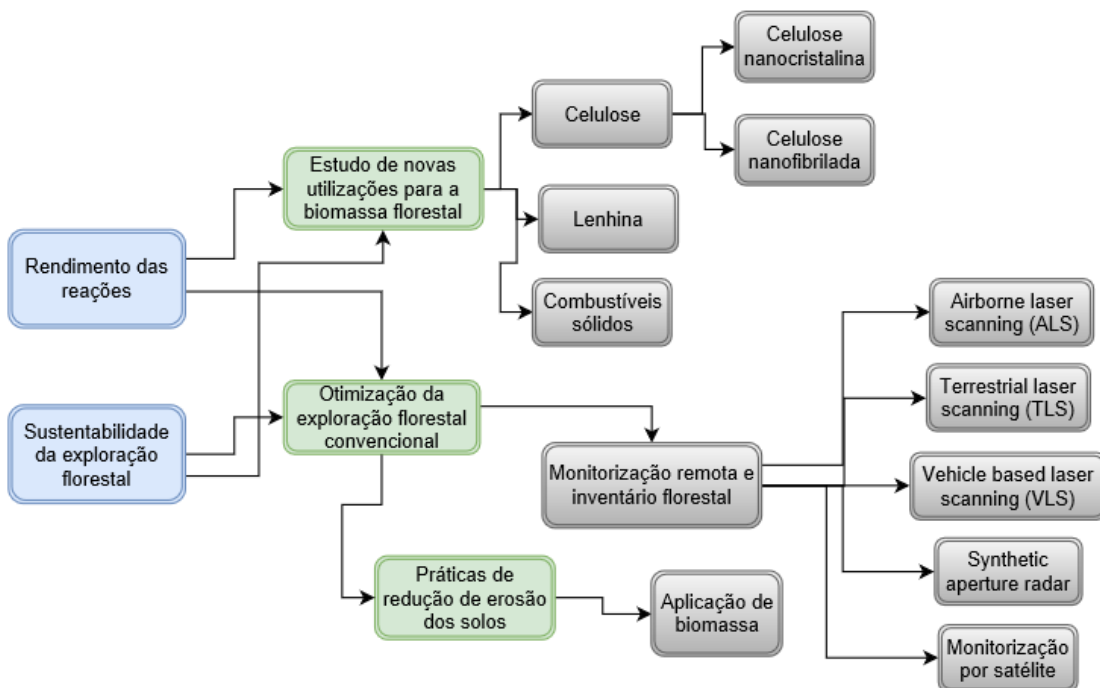 Rendimento das
reações
Sustentabilidade
da exploração
florestal
Estudo de novas
utilizações para a
biomassa florestal
Otimização da
exploração florestal
convencional
Práticas de
redução de erosão
dos solos
Celulose
Lenhina
Combustíveis
sólidos
Monitorização remota e
inventário florestal
Aplicação de
biomassa
Celulose
nanocristalina
Celulose
nanofibrilada
Airborne laser
scanning (ALS)
Terrestrial laser
scanning (TLS)
Vehicle based laser
scanning (VLS)
Synthetic
aperture radar
Monitorização
por satélite